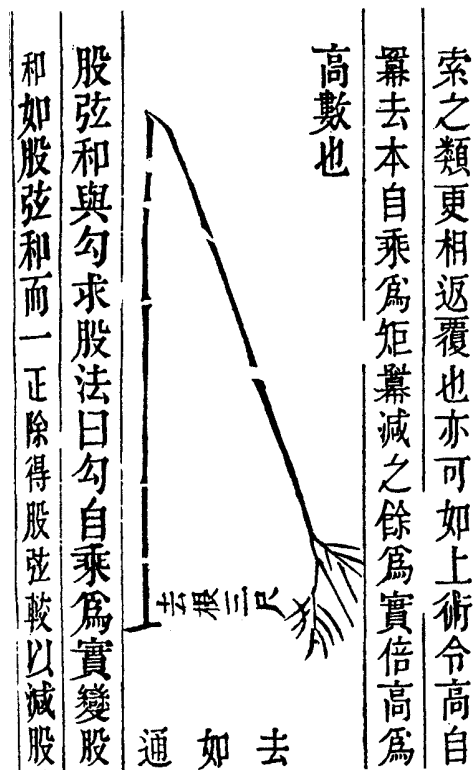 索之類更相返覆也亦可如上術令高自
羃去本自乘爲矩羃減之餘爲實倍高爲
高數也
去根三尺
去如通
股弦和與勾求股法曰勾自乘爲實變股
和如股弦和而一正除得股弦較以減股